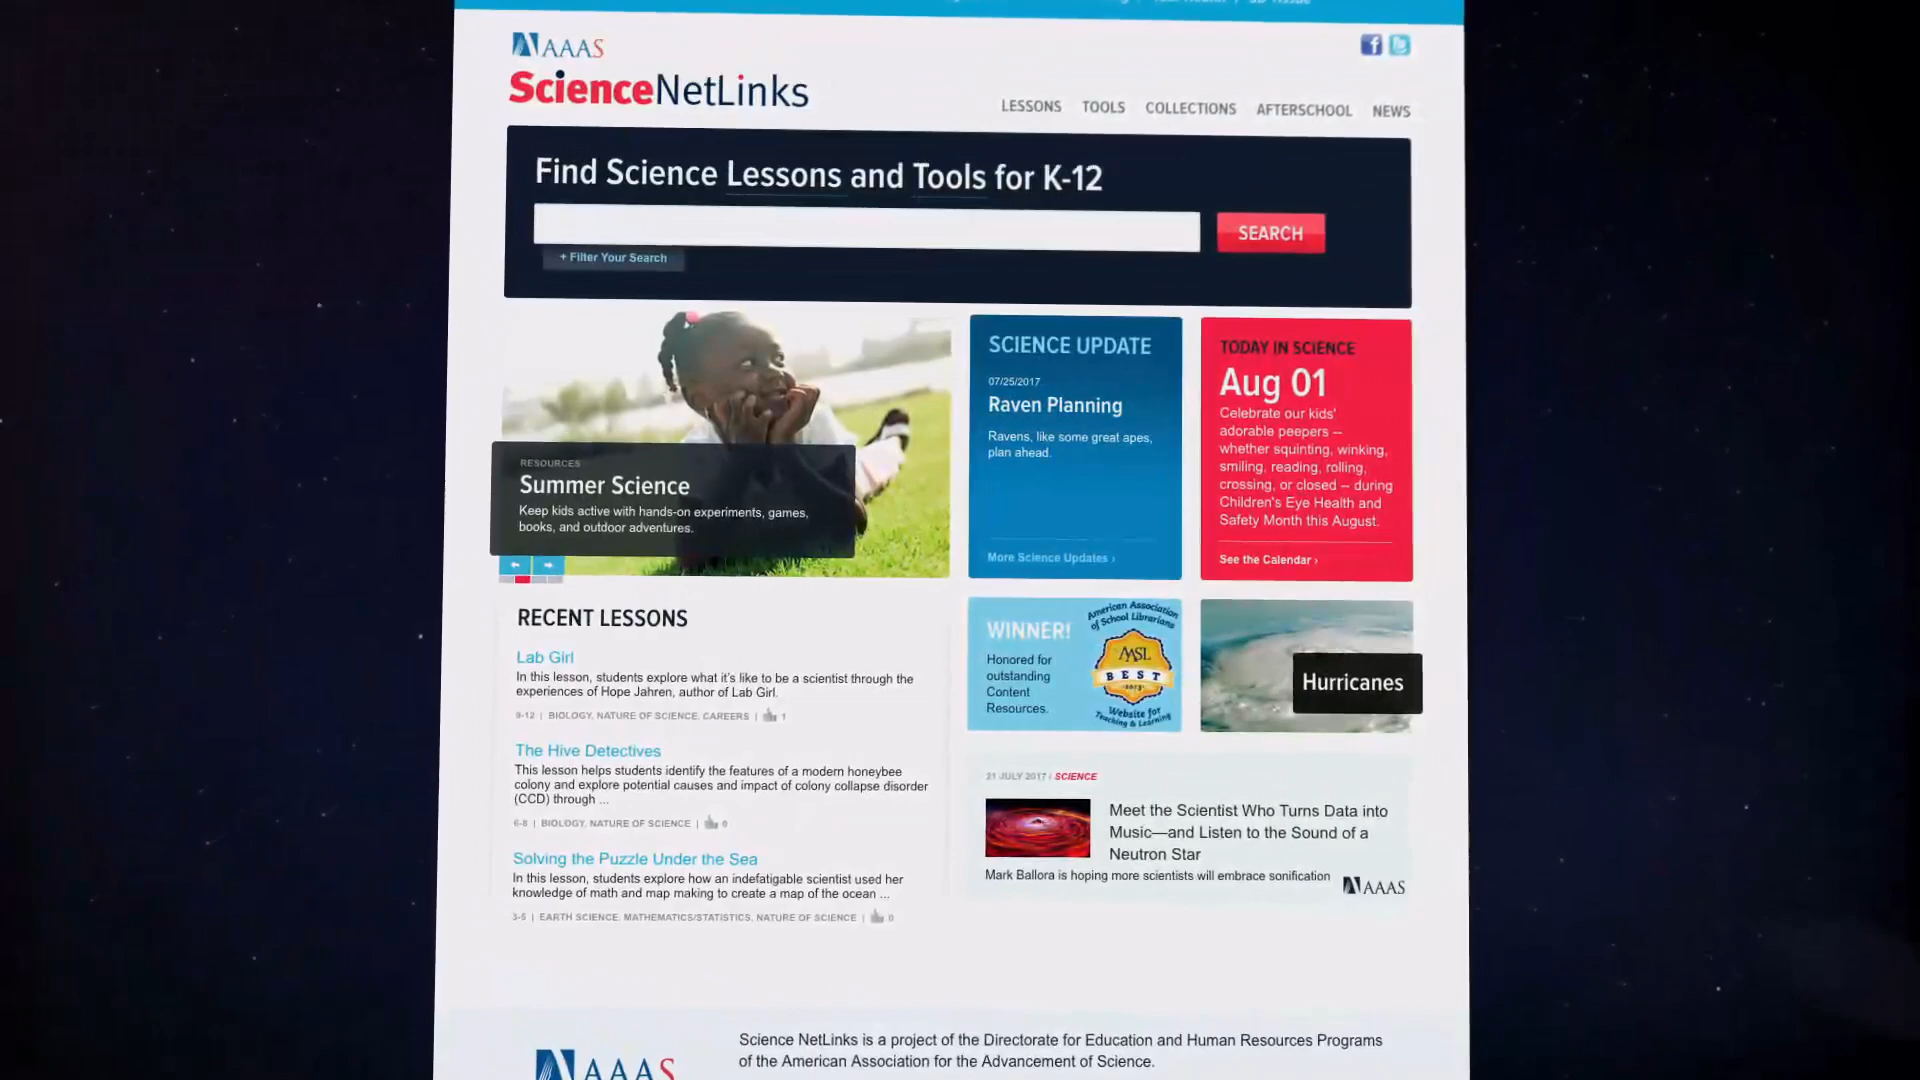 AAAS
ScienceNetLinks
LESSONS TOOLS COLLECTIONS AFTERSCHOOL NEWS
Find Science Lessons and Tools for K-12
SEARCH
+ Filter Your Search
RESOURCES
Summer Science
Keep kids active with hands-on experiments, games,
books, and outdoor adventures.
SCIENCE UPDATE
07/25/2017
Raven Planning
Ravens, like some great apes,
plan ahead.
More Science Updates ›
TODAY IN SCIENCE
Aug 01
Celebrate our kids'
adorable peepers --
whether squinting, winking,
smiling, reading, rolling,
crossing, or closed -- during
Children's Eye Health and
Safety Month this August.
See the Calendar ›
RECENT LESSONS
Lab Girl
In this lesson, students explore what it's like to be a scientist through the
experiences of Hope Jahren, author of Lab Girl.
9-12 | BIOLOGY, NATURE OF SCIENCE, CAREERS | 1
The Hive Detectives
This lesson helps students identify the features of a modern honeybee
colony and explore potential causes and impact of colony collapse disorder
(CCD) through ...
6-8 | BIOLOGY, NATURE OF SCIENCE | 0
Solving the Puzzle Under the Sea
In this lesson, students explore how an indefatigable scientist used her
knowledge of math and map making to create a map of the ocean ...
3-5 | EARTH SCIENCE, MATHEMATICS/STATISTICS, NATURE OF SCIENCE | 0
WINNER!
Honored for
outstanding
Content
Resources.
American Association
of School Librarians
AASL
BEST
2013
Website for
Teaching & Learning
Hurricanes
21 JULY 2017 | SCIENCE
Meet the Scientist Who Turns Data into
Music—and Listen to the Sound of a
Neutron Star
Mark Ballora is hoping more scientists will embrace sonification
AAAS
AAAS
Science NetLinks is a project of the Directorate for Education and Human Resources Programs
of the American Association for the Advancement of Science.